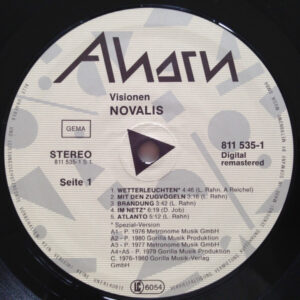 Ahorn
Visionen
NOVALIS
GEMA
STEREO
811 535-1 S 1
811 535-1
Digital
remastered
Seite 1
1. WETTERLEUCHTEN* 4:46 (L. Rahn, A. Reichel)
2. MIT DEN ZUGVÖGELN 3:16 (L. Rahn)
3. BRANDUNG 3:42 (L. Rahn)
4. IM NETZ* 6:19 (D. Job)
5. ATLANTO 5:12 (L. Rahn)
* Spezial-Version
A1 - P. 1976 Metronome Musik GmbH
A2 - P. 1980 Gorilla Musik Produktion
A3 - P. 1977 Metronome Musik GmbH
A4+A5 - P. 1979 Gorilla Musik Produktion
C. 1976-1980 Gorilla Musik-Verlag
GmbH
LC 6054